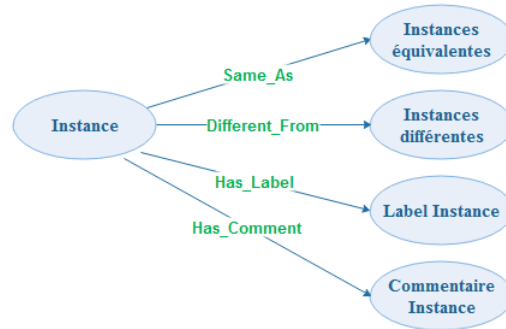 Instances
équivalentes
Same_As
Instance
Different_From
Instances
différentes
Has_Label
Label Instance
Has_Comment
Commentaire
Instance